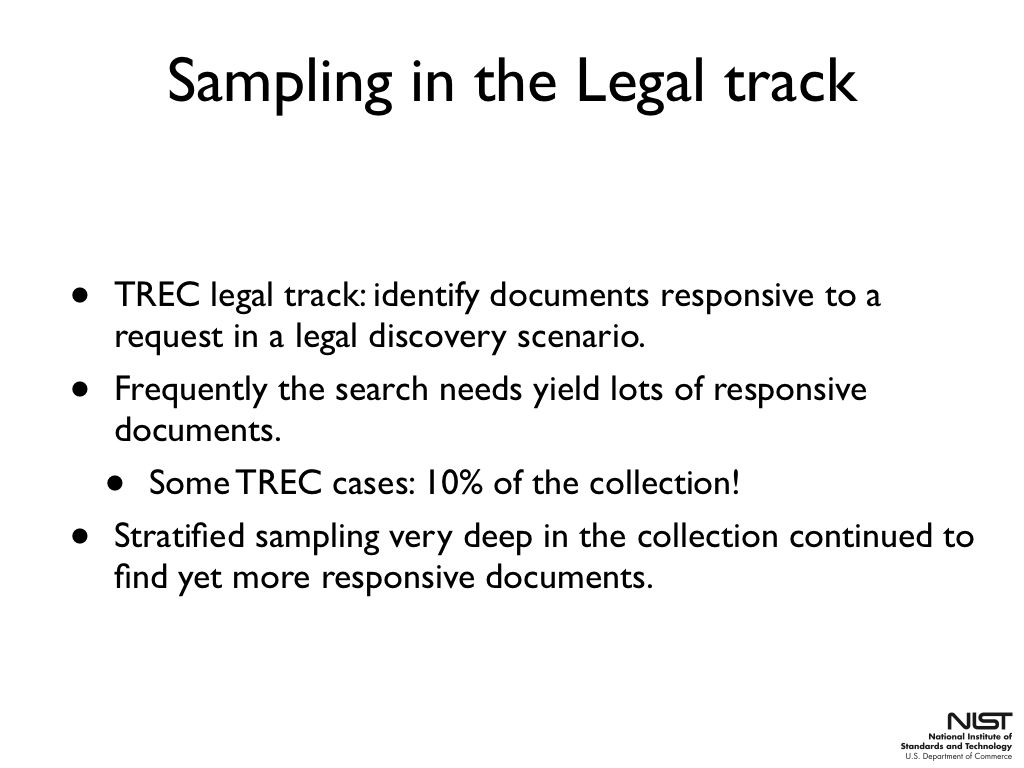 Sampling in the Legal track
• TREC legal track: identify documents responsive to a
request in a legal discovery scenario.
• Frequently the search needs yield lots of responsive
documents.
• Some TREC cases: 10% of the collection!
• Stratified sampling very deep in the collection continued to
find yet more responsive documents.
NIST
National Institute of
Standards and Technology
U.S. Department of Commerce